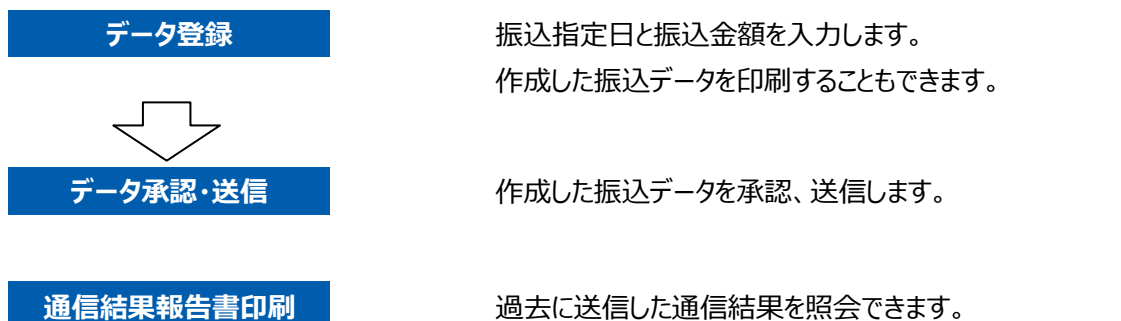 データ登録
振込指定日と振込金額を入力します。
作成した振込データを印刷することもできます。
データ承認・送信
作成した振込データを承認、送信します。
通信結果報告書印刷
過去に送信した通信結果を照会できます。